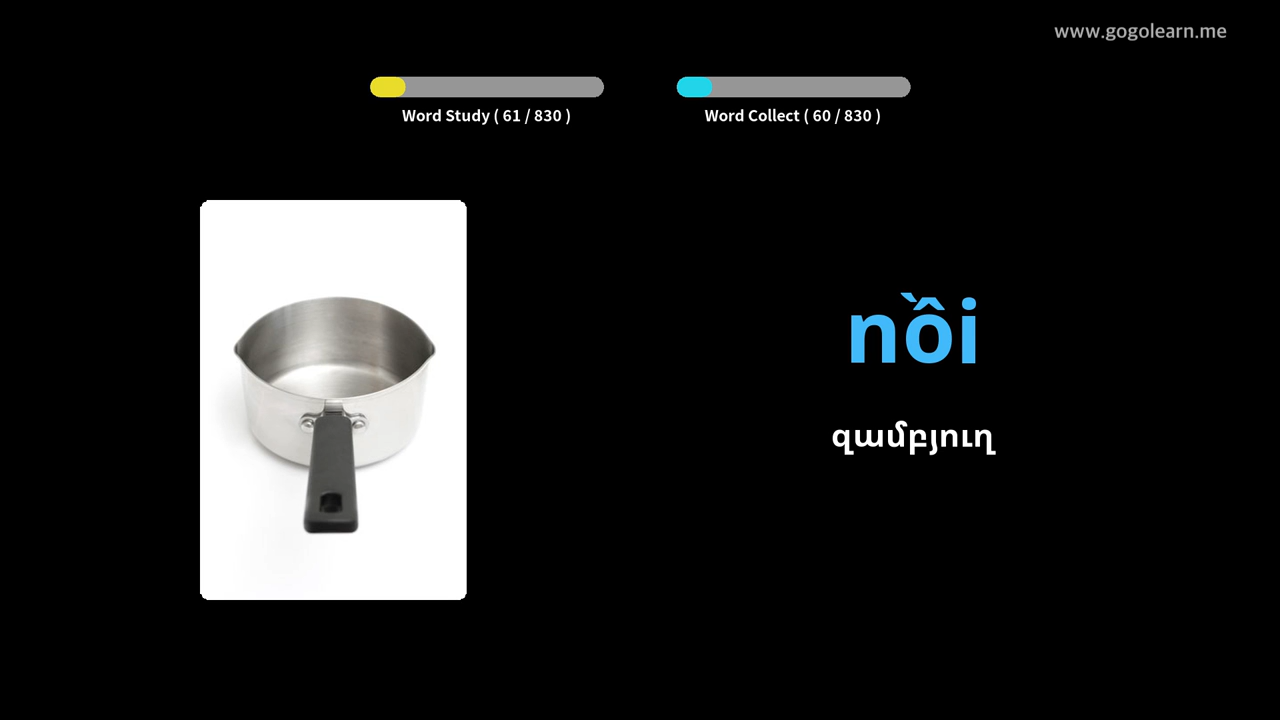 www.gogolearn.me
Word Study ( 61 / 830 )
Word Collect ( 60 / 830 )
nồi
զամբյուղ